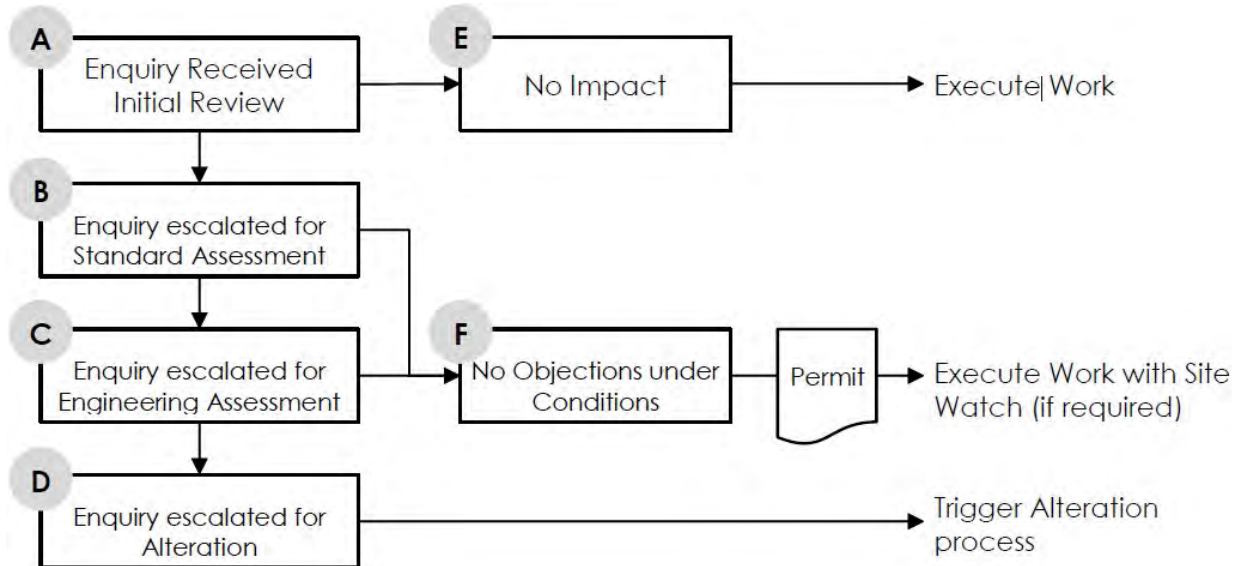 A
Enquiry Received
Initial Review
E
No Impact
Execute Work
B
Enquiry escalated for
Standard Assessment
C
Enquiry escalated for
Engineering Assessment
F
No Objections under
Conditions
Permit
Execute Work with Site
Watch (if required)
D
Enquiry escalated for
Alteration
Trigger Alteration
process